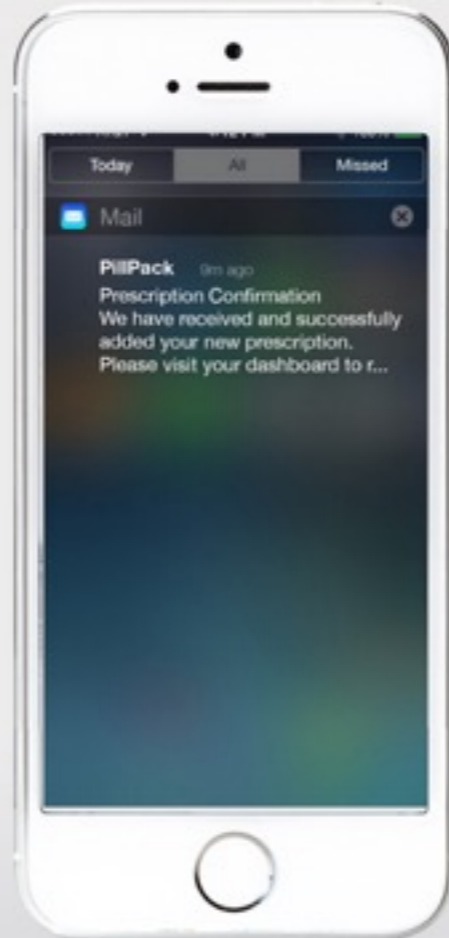 Today All Missed
Mail
PillPack 9m ago
Prescription Confirmation
We have received and successfully
added your new prescription.
Please visit your dashboard to r...